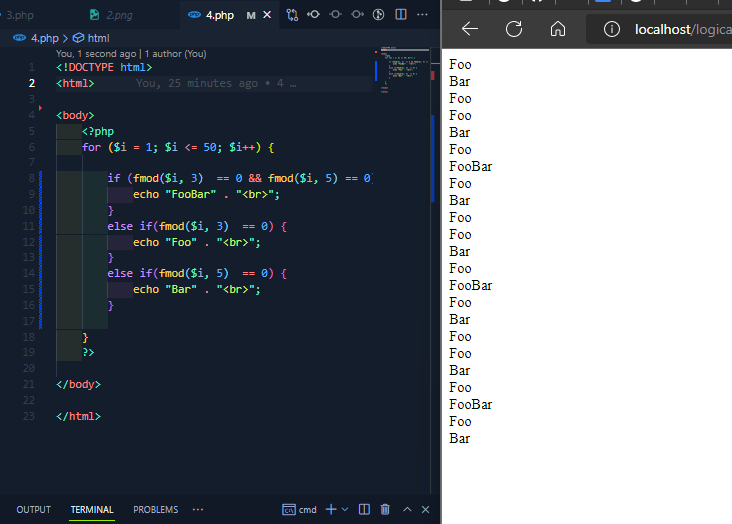 3.php
2.png
4.php M
4.php > html
You, 1 second ago | 1 author (You)
1 <!DOCTYPE html>
2 <html> You, 25 minutes ago • 4 …
3
4 <body>
5 <?php
6 for ($i = 1; $i <= 50; $i++) {
7
8 if (fmod($i, 3)  == 0 && fmod($i, 5) == 0
9 echo "FooBar" . "<br>";
10 }
11 else if(fmod($i, 3)  == 0) {
12 echo "Foo" . "<br>";
13 }
14 else if(fmod($i, 5)  == 0) {
15 echo "Bar" . "<br>";
16 }
17
18 }
19 ?>
20
21 </body>
22
23 </html>
OUTPUT TERMINAL PROBLEMS ··· cmd
localhost/logica
Foo
Bar
Foo
Foo
Bar
Foo
FooBar
Foo
Bar
Foo
Foo
Bar
Foo
FooBar
Foo
Bar
Foo
Foo
Bar
Foo
FooBar
Foo
Bar